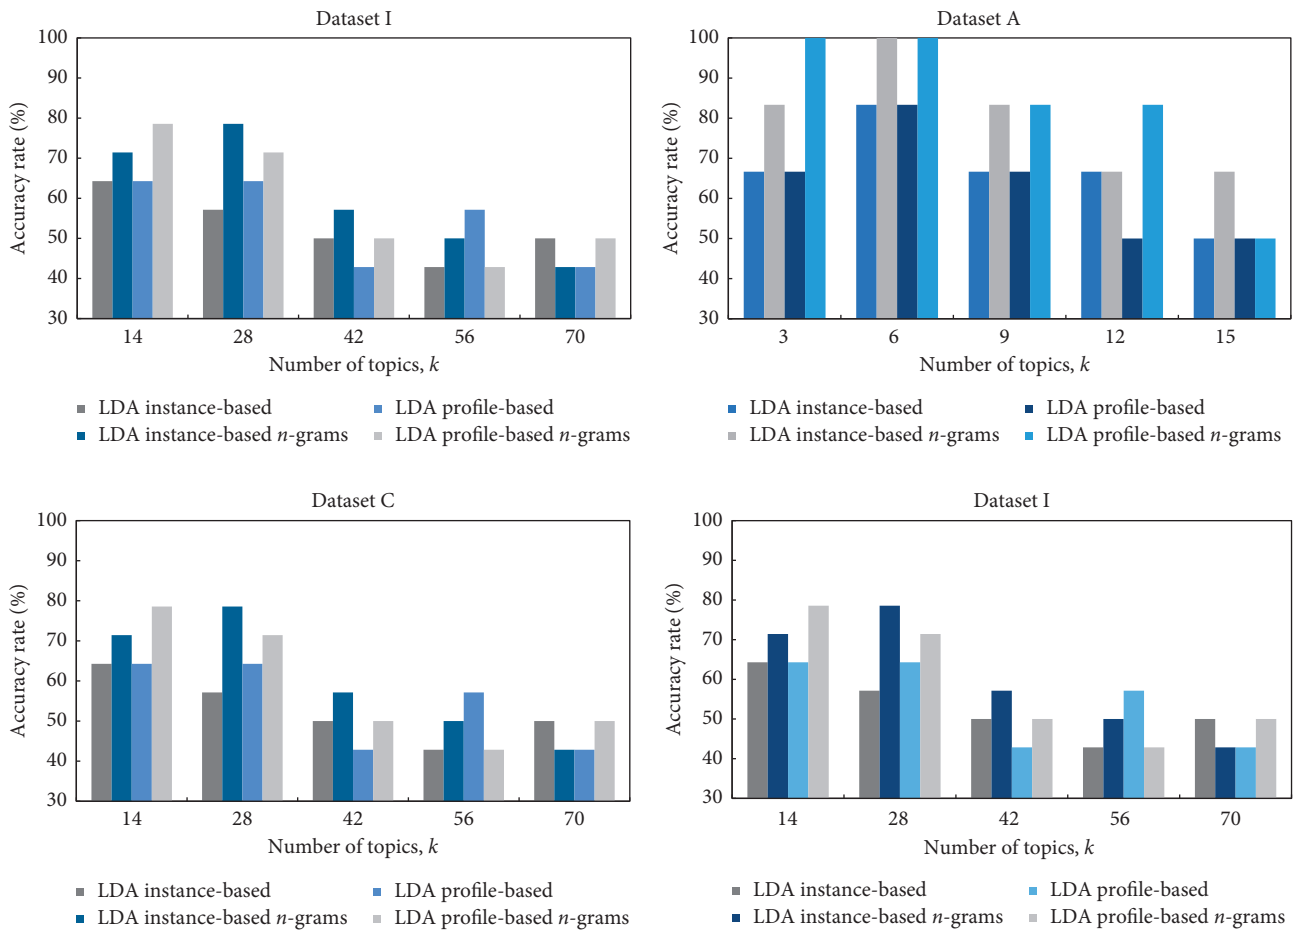 Dataset I
100
90
80
70
60
50
40
30
Accuracy rate (%)
14 28 42 56 70
Number of topics, k
LDA instance-based LDA profile-based
LDA instance-based n-grams LDA profile-based n-grams
Dataset A
100
90
80
70
60
50
40
30
Accuracy rate (%)
3 6 9 12 15
Number of topics, k
LDA instance-based LDA profile-based
LDA instance-based n-grams LDA profile-based n-grams
Dataset C
100
90
80
70
60
50
40
30
Accuracy rate (%)
14 28 42 56 70
Number of topics, k
LDA instance-based LDA profile-based
LDA instance-based n-grams LDA profile-based n-grams
Dataset I
100
90
80
70
60
50
40
30
Accuracy rate (%)
14 28 42 56 70
Number of topics, k
LDA instance-based LDA profile-based
LDA instance-based n-grams LDA profile-based n-grams